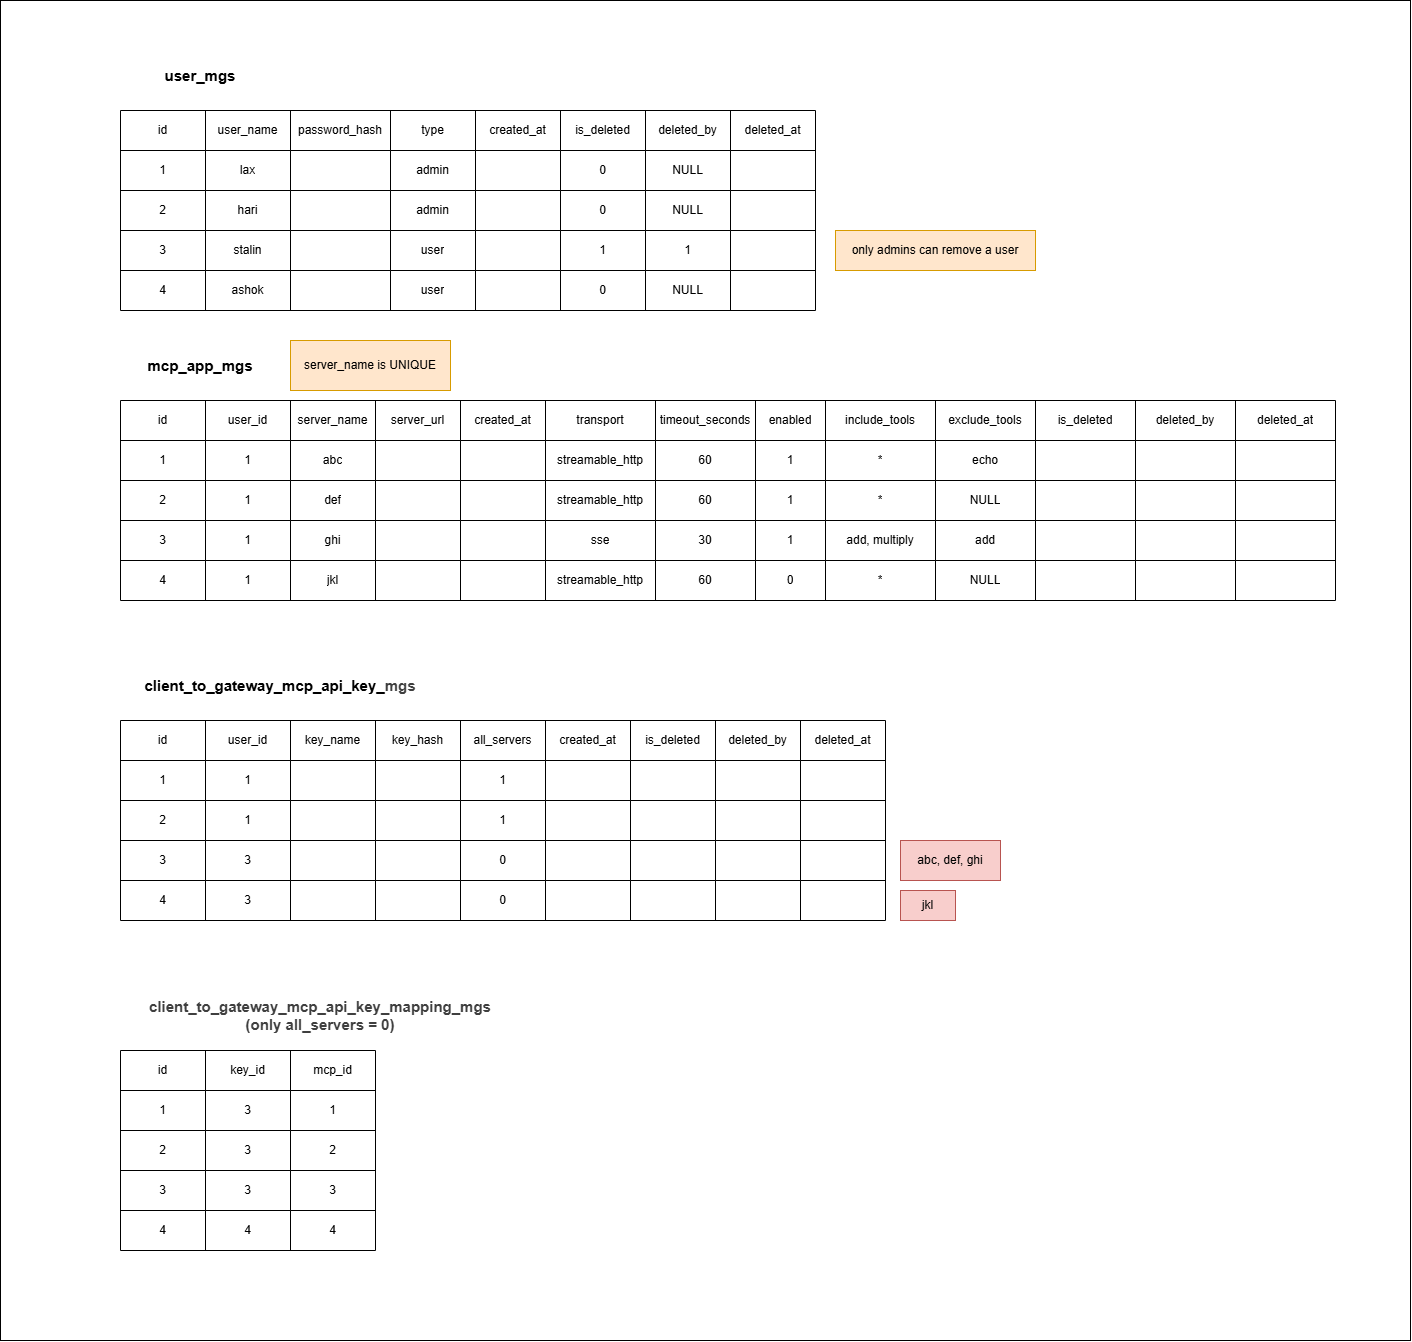 user_mgs
id user_name password_hash type created_at is_deleted deleted_by deleted_at
1 lax admin 0 NULL
2 hari admin 0 NULL
3 stalin user 1 1 only admins can remove a user
4 ashok user 0 NULL
mcp_app_mgs server_name is UNIQUE
id user_id server_name server_url created_at transport timeout_seconds enabled include_tools exclude_tools is_deleted deleted_by deleted_at
1 1 abc streamable_http 60 1 * echo
2 1 def streamable_http 60 1 * NULL
3 1 ghi sse 30 1 add, multiply add
4 1 jkl streamable_http 60 0 * NULL
client_to_gateway_mcp_api_key_mgs
id user_id key_name key_hash all_servers created_at is_deleted deleted_by deleted_at
1 1 1
2 1 1
3 3 0 abc, def, ghi
4 3 0 jkl
client_to_gateway_mcp_api_key_mapping_mgs
(only all_servers = 0)
id key_id mcp_id
1 3 1
2 3 2
3 3 3
4 4 4